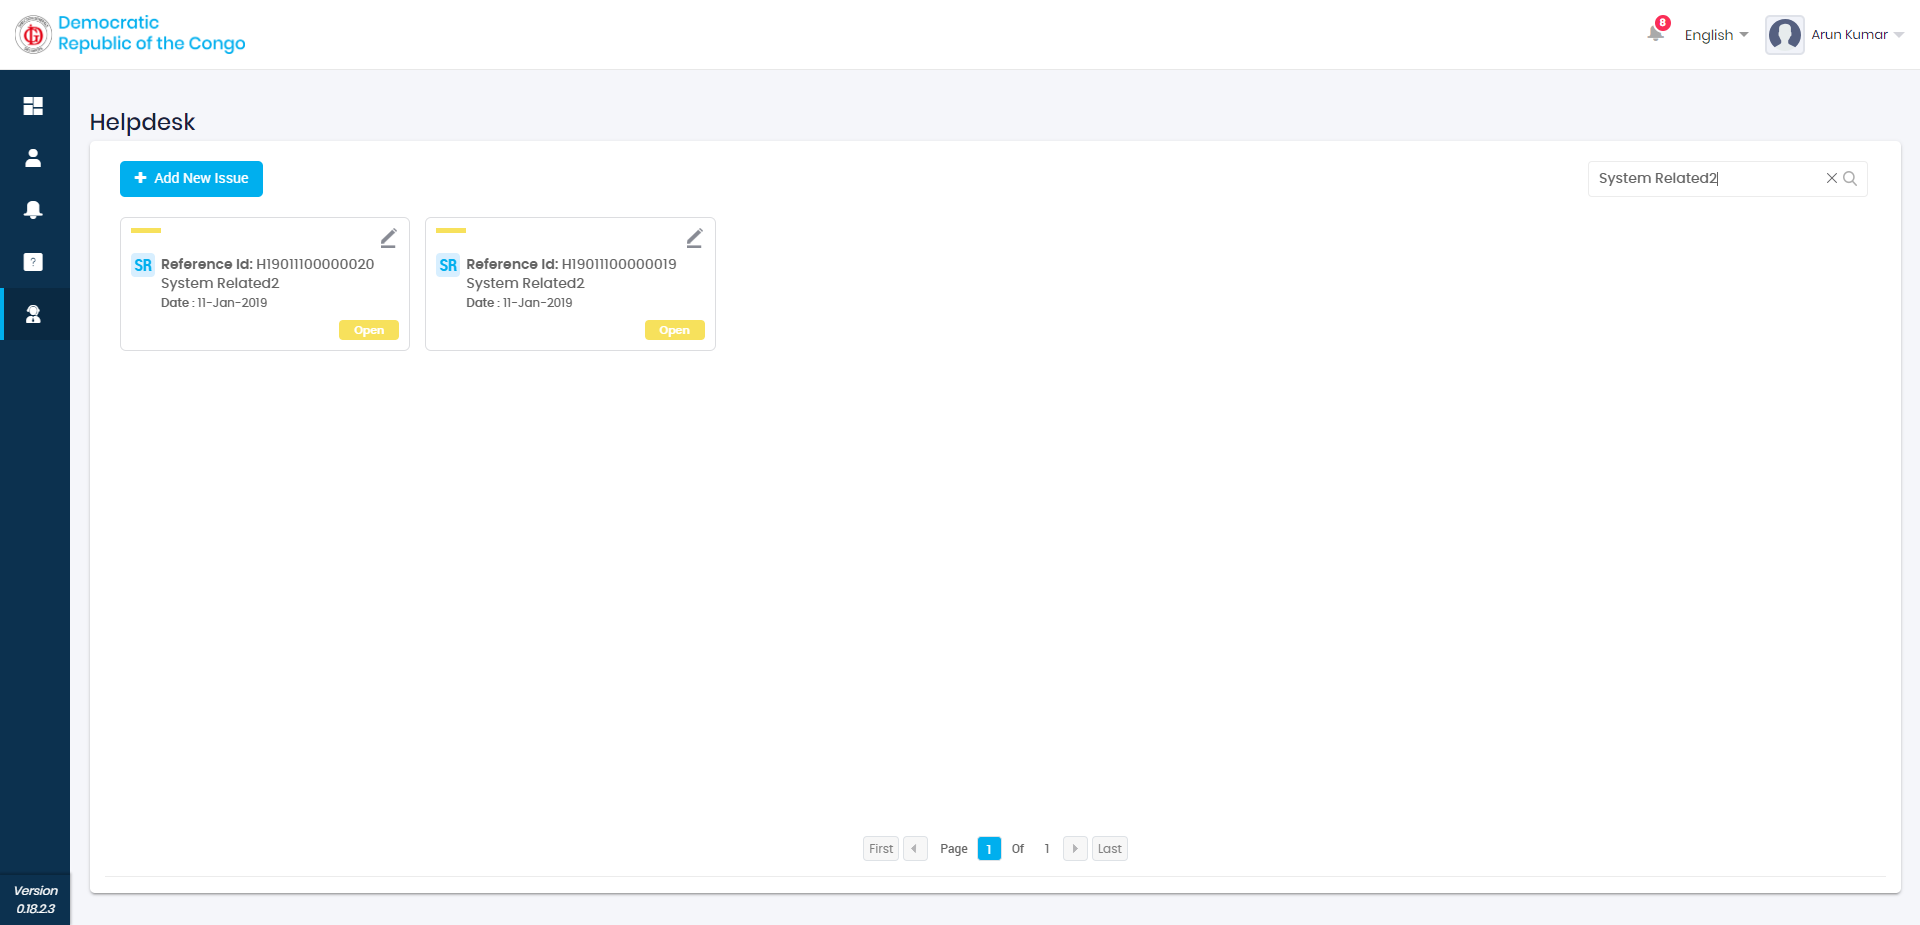 Democratic
Republic of the Congo
8
English
Arun Kumar
Helpdesk
+ Add New Issue
System Related2
SR Reference Id: H19011100000020
System Related2
Date : 11-Jan-2019
Open
SR Reference Id: H19011100000019
System Related2
Date : 11-Jan-2019
Open
First Page 1 Of 1 Last
Version
0.18.2.3